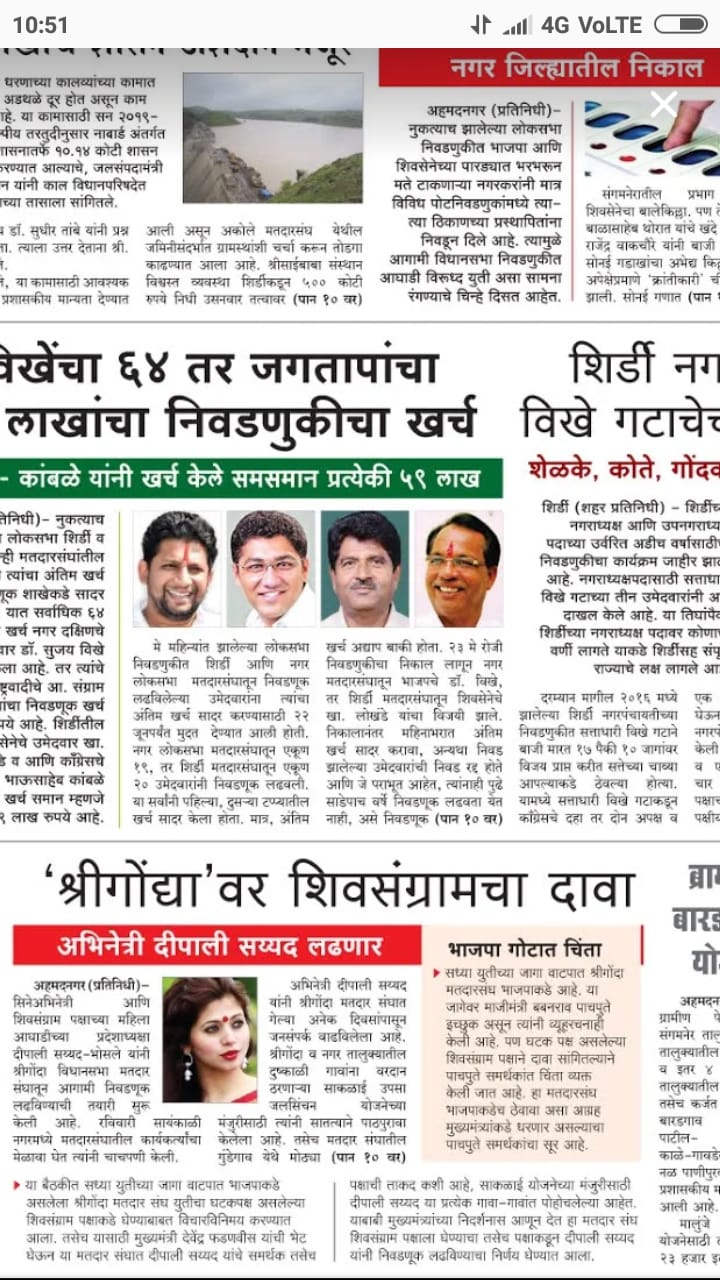 10:51
4G VoLTE
नगर जिल्ह्यातील निकाल
धरणाच्या कालव्यांच्या कामात
अडथळे दूर होत असून काम
आहे. या कामासाठी सन २०१९-
तरतुदीनुसार नाबार्ड अंतर्गत
१०.१४ कोटी शासन
आल्याचे, जलसंपदामंत्री
यांनी काल विधानपरिषदेत
तासाला सांगितले.
डॉ. सुधीर तांबे यांनी प्रश्न
त्याला उत्तर देताना श्री.
या कामासाठी आवश्यक
प्रशासकीय मान्यता देण्यात
आली असून अकोले मतदारसंघ येथील
जमिनीसंदर्भात ग्रामस्थांशी चर्चा करून तोडगा
काढण्यात आला आहे. श्रीसाईबाबा संस्थान
विश्वस्त व्यवस्था शिर्डीकडून ५०० कोटी
रुपये निधी उसनवार तत्वावर (पान १० वर)
अहमदनगर (प्रतिनिधी)–
नुकत्याच झालेल्या लोकसभा
निवडणुकीत भाजपा आणि
शिवसेनेच्या पारड्यात भरभरून
मते टाकणाऱ्या नगरकरांनी मात्र
विविध पोटनिवडणुकांमध्ये त्या–
त्या ठिकाणच्या प्रस्थापितांना
निवडून दिले आहे. त्यामुळे
आगामी विधानसभा निवडणुकीत
आघाडी विरूध्द युती असा सामना
रंगण्याचे चिन्हे दिसत आहेत.
संगमनेरातील प्रभाग
शिवसेनेचा बालेकिल्ला. पण ते
बाळासाहेब थोरात यांचे खंदे
राजेंद्र वाकचौरे यांनी बाजी
सोनई गडाखांचा अभेद्य
अपेक्षेप्रमाणे 'क्रांतीकारी'
झाली. सोनई गणात (पान
विखेंचा ६४ तर जगतापांचा
लाखांचा निवडणुकीचा खर्च
– कांबळे यांनी खर्च केले समसमान प्रत्येकी ५९ लाख
नुकत्याच
लोकसभा शिर्डी व
मतदारसंघातील
त्यांचा अंतिम खर्च
शाखेकडे सादर
यात सर्वाधिक ६४
खर्च नगर दक्षिणचे
डॉ. सुजय विखे
आहे. तर त्यांचे
आ. संग्राम
निवडणूक खर्च
आहे. शिर्डीतील
उमेदवार खा.
व आणि काँग्रेसचे
भाऊसाहेब कांबळे
खर्च समान म्हणजे
लाख रुपये आहे.
मे महिन्यांत झालेल्या लोकसभा
निवडणुकीत शिर्डी आणि नगर
लोकसभा मतदारसंघातून निवडणूक
लढविलेल्या उमेदवारांना त्यांचा
अंतिम खर्च सादर करण्यासाठी २२
जूनपर्यंत मुदत देण्यात आली होती.
नगर लोकसभा मतदारसंघातून एकूण
१९, तर शिर्डी मतदारसंघातून एकूण
२० उमेदवारांनी निवडणूक लढवली.
या सर्वांनी पहिल्या, दुसऱ्या टप्प्यातील
खर्च सादर केला होता. मात्र, अंतिम
खर्च अद्याप बाकी होता. २३ मे रोजी
निवडणुकीचा निकाल लागून नगर
मतदारसंघातून भाजपचे डॉ. विखे,
तर शिर्डी मतदारसंघातून शिवसेनेचे
खा. लोखंडे यांचा विजयी झाले.
निकालानंतर महिनाभरात अंतिम
खर्च सादर करावा, अन्यथा निवड
झालेल्या उमेदवारांची निवड रद्द होते
आणि जे पराभूत आहेत, त्यांनाही पुढे
साडेपाच वर्षे निवडणूक लढवता येत
नाही, असे निवडणूक (पान १० वर)
शिर्डी
विखे गटाचेच
शेळके, कोते,
शिर्डी (शहर प्रतिनिधी) –
नगराध्यक्ष आणि
पदाच्या उर्वरित अडीच
निवडणुकीचा कार्यक्रम जाहीर
आहे. नगराध्यक्षपदासाठी
विखे गटाच्या तीन उमेदवारांनी
दाखल केले आहे. या
शिर्डीच्या नगराध्यक्ष पदावर
वर्णी लागते याकडे शिर्डीसह
राज्याचे लक्ष लागले
दरम्यान मागील २०१६ मध्ये
झालेल्या शिर्डी नगरपंचायतीच्या
निवडणुकीत सत्ताधारी विखे गटाने
बाजी मारत १७ पैकी १० जागांवर
विजय प्राप्त करीत सत्तेच्या चाव्या
आपल्याकडे ठेवल्या होत्या.
यामध्ये सत्ताधारी विखे गटाकडून
काँग्रेसचे दहा तर दोन अपक्ष व
'श्रीगोंद्या'वर शिवसंग्रामचा दावा
अभिनेत्री दीपाली सय्यद लढणार
अहमदनगर (प्रतिनिधी)–
सिनेअभिनेत्री आणि
शिवसंग्राम पक्षाच्या महिला
आघाडीच्या प्रदेशाध्यक्षा
दीपाली सय्यद-भोसले यांनी
श्रीगोंदा विधानसभा मतदार
संघातून आगामी निवडणूक
लढविण्याची तयारी सुरू
केली आहे. रविवारी सायंकाळी
नगरमध्ये मतदारसंघातील कार्यकर्त्यांचा
मेळावा घेत त्यांनी चाचपणी केली.
अभिनेत्री दीपाली सय्यद
यांनी श्रीगोंदा मतदार संघात
गेल्या अनेक दिवसांपासून
जनसंपर्क वाढविलेला आहे.
श्रीगोंदा व नगर तालुक्यातील
दुष्काळी गावांना वरदान
ठरणाऱ्या साकळाई उपसा
जलसिंचन योजनेच्या
मंजुरीसाठी त्यांनी सातत्याने पाठपुरावा
केलेला आहे. तसेच मतदार संघातील
गुंडेगाव येथे मोठ्या (पान १० वर)
भाजपा गोटात चिंता
सध्या युतीच्या जागा वाटपात श्रीगोंदा
मतदारसंघ भाजपाकडे आहे. या
जागेवर माजीमंत्री बबनराव पाचपुते
इच्छुक असून त्यांनी व्यूहरचनाही
केली आहे. पण घटक पक्ष असलेल्या
शिवसंग्राम पक्षाने दावा सांगितल्याने
पाचपुते समर्थकांत चिंता व्यक्त
केली जात आहे. हा मतदारसंघ
भाजपाकडेच ठेवावा असा आग्रह
मुख्यमंत्र्यांकडे धरणार असल्याचा
पाचपुते समर्थकांचा सूर आहे.
या बैठकीत सध्या युतीच्या जागा वाटपात भाजपाकडे
असलेला श्रीगोंदा मतदार संघ युतीचा घटकपक्ष असलेल्या
शिवसंग्राम पक्षाकडे घेण्याबाबत विचारविनिमय करण्यात
आला. तसेच यासाठी मुख्यमंत्री देवेंद्र फडणवीस यांची भेट
घेऊन या मतदार संघात दीपाली सय्यद यांचे समर्थक तसेच
पक्षाची ताकद कशी आहे, साकळाई योजनेच्या मंजुरीसाठी
दीपाली सय्यद या प्रत्येक गावा-गावांत पोहोचलेल्या आहेत.
याबाबी मुख्यमंत्र्यांच्या निदर्शनास आणून देत हा मतदार संघ
शिवसंग्राम पक्षाला घेण्याचा तसेच पक्षाकडून दीपाली सय्यद
यांनी निवडणूक लढविण्याचा निर्णय घेण्यात आला.
ग्रामीण
संगमनेर
तालुक्यातील
व इतर ४
तालुक्यातील
तसेच कर्जत
बारडगाव
पाटील–
नळ
प्रशासकीय
आली आहे.
मालुंजे
योजनेसाठी
२३ हजार